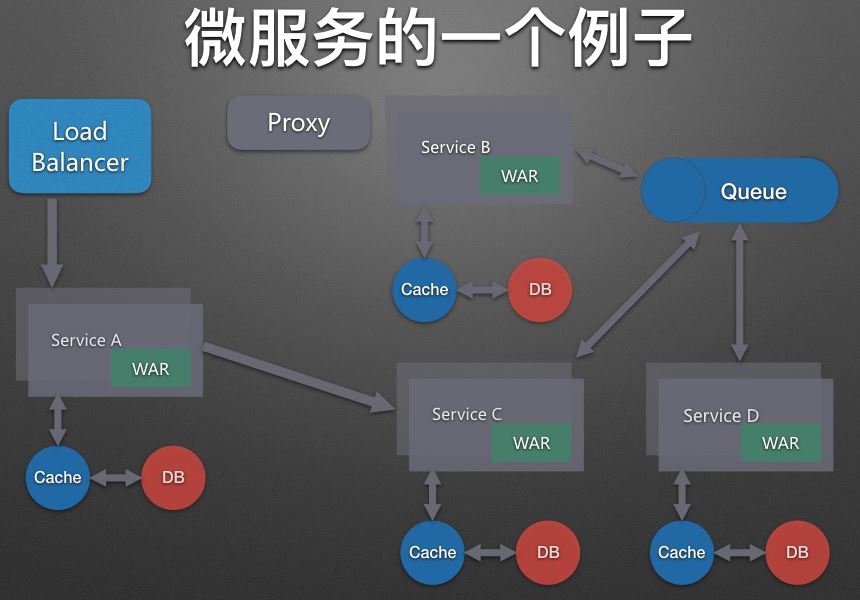 微服务的一个例子
Load
Balancer
Proxy
Service B
WAR
Queue
Cache
DB
Service A
WAR
Cache
DB
Service C
WAR
Cache
DB
Service D
WAR
Cache
DB